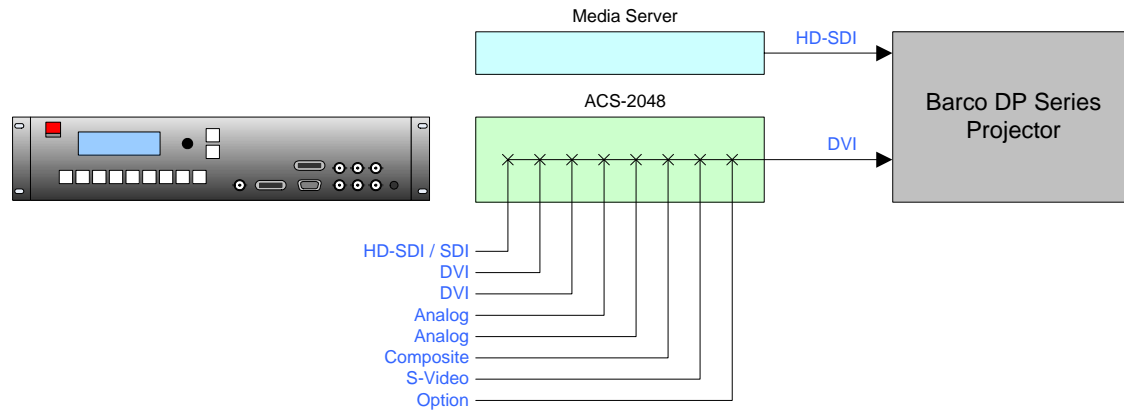 Media Server
HD-SDI
ACS-2048
Barco DP Series
Projector
DVI
HD-SDI / SDI
DVI
DVI
Analog
Analog
Composite
S-Video
Option